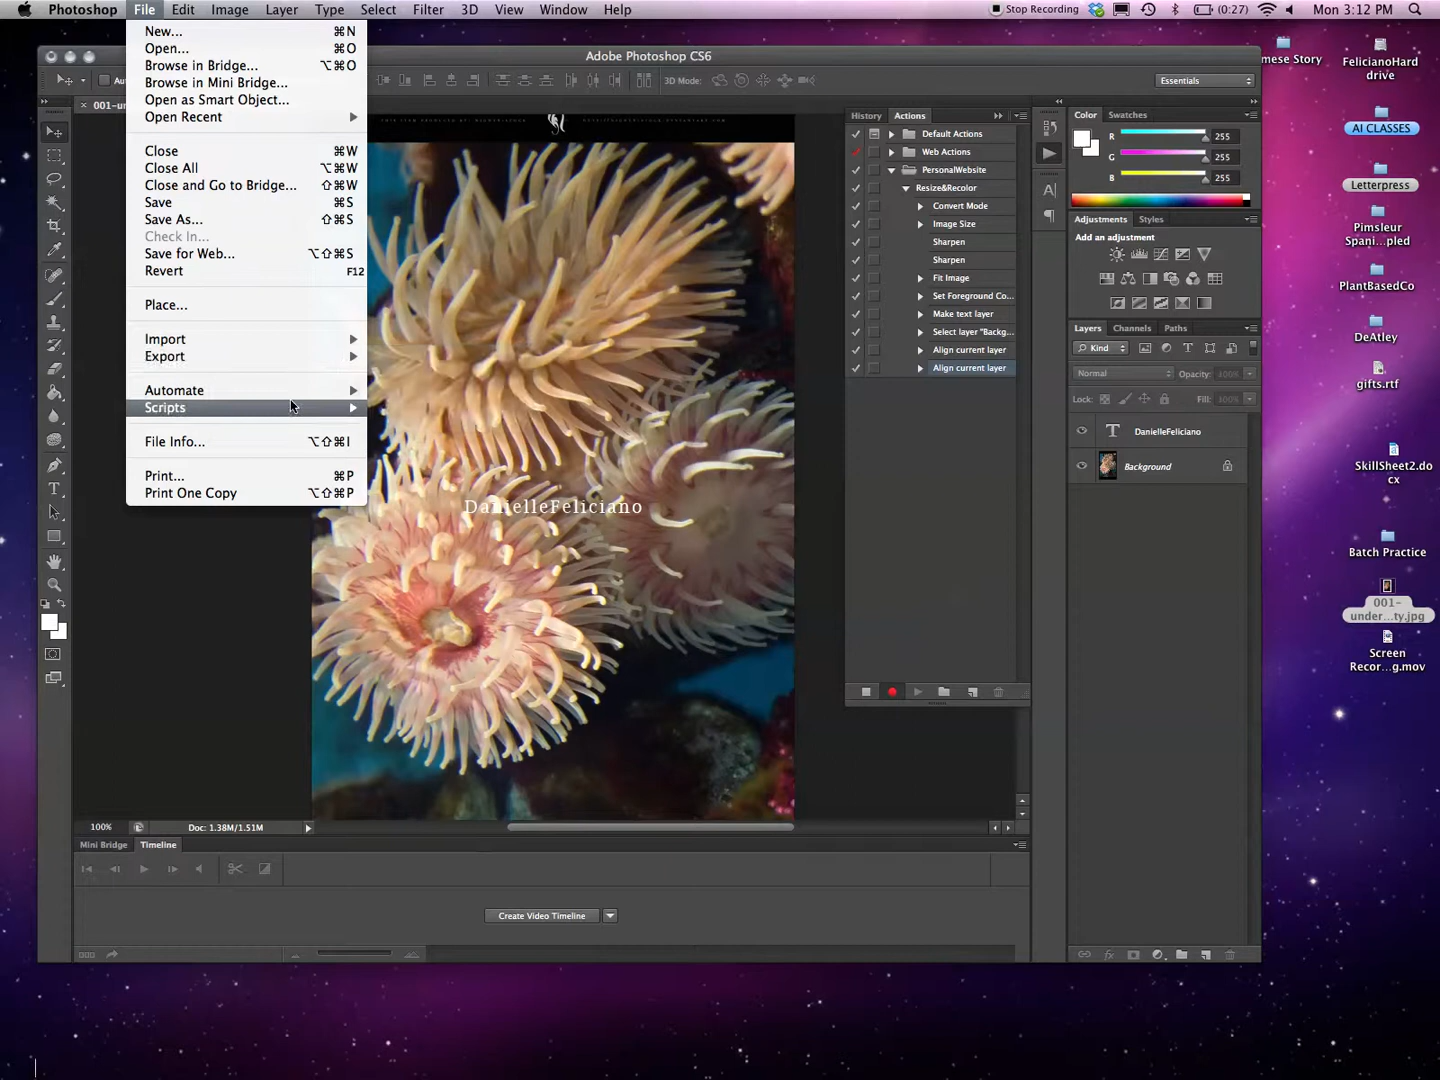 Photoshop File Edit Image Layer Type Select Filter 3D View Window Help Stop Recording (0:27) Mon 3:12 PM
New... ⌘N
Open... ⌘O
Browse in Bridge... ⌥⌘O
Browse in Mini Bridge...
Open as Smart Object...
Open Recent
Close ⌘W
Close All ⌥⌘W
Close and Go to Bridge... ⇧⌘W
Save ⌘S
Save As... ⇧⌘S
Check In...
Save for Web... ⌥⇧⌘S
Revert F12
Place...
Import
Export
Automate
Scripts
File Info... ⌥⇧⌘I
Print... ⌘P
Print One Copy ⌥⇧⌘P
Adobe Photoshop CS6
3D Mode:
Essentials
001-un
DanielleFeliciano
History Actions
Default Actions
Web Actions
PersonalWebsite
Resize&Recolor
Convert Mode
Image Size
Sharpen
Sharpen
Fit Image
Set Foreground Co...
Make text layer
Select layer "Backg...
Align current layer
Align current layer
Color Swatches
R 255
G 255
B 255
Adjustments Styles
Add an adjustment
Layers Channels Paths
Kind
Normal Opacity: 100%
Lock: Fill: 100%
DanielleFeliciano
Background
100% Doc: 1.38M/1.51M
Mini Bridge Timeline
Create Video Timeline
mese Story
FelicianoHard
drive
AI CLASSES
Letterpress
Pimsleur
Spani...pled
PlantBasedCo
DeAtley
gifts.rtf
SkillSheet2.do
cx
Batch Practice
001-
under...ty.jpg
Screen
Recor...g.mov